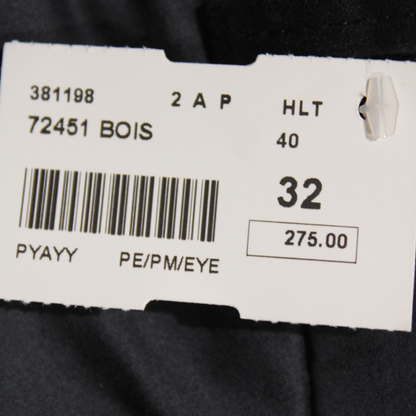 381198 2 A P HLT
72451 BOIS 40
32
275.00
PYAYY PE/PM/EYE